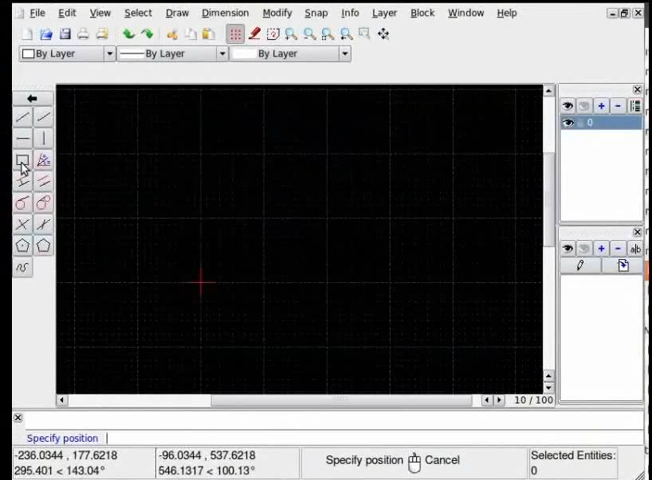 File Edit View Select Draw Dimension Modify Snap Info Layer Block Window Help
By Layer By Layer By Layer
0
ab
10 / 100
Specify position
-236.0344 , 177.6218 -96.0344 , 537.6218 Specify position Cancel Selected Entities:
295.401 < 143.04° 546.1317 < 100.13° 0